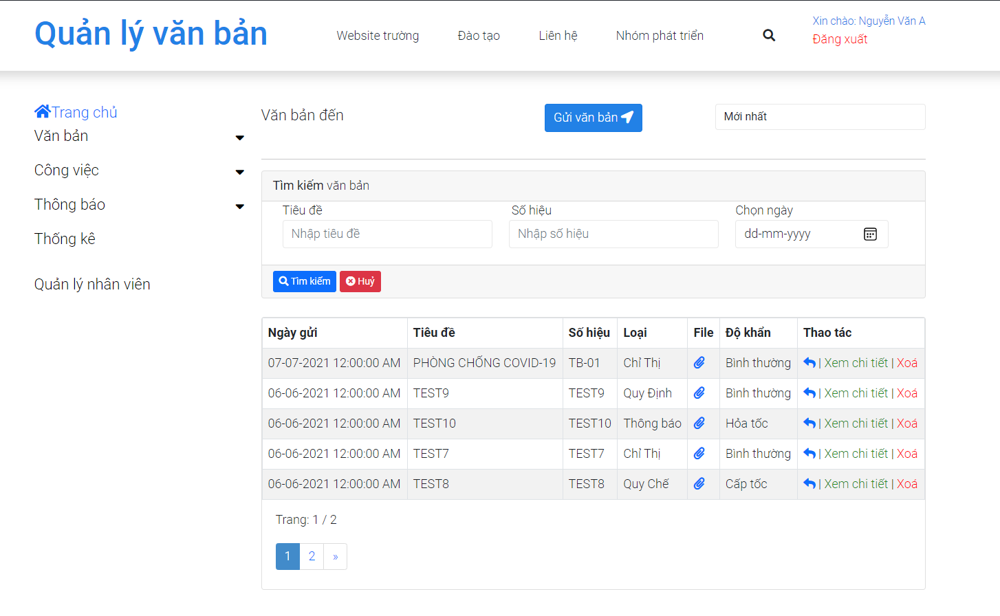 Quản lý văn bản
Website trường
Đào tạo
Liên hệ
Nhóm phát triển
Xin chào: Nguyễn Văn A
Đăng xuất
Trang chủ
Văn bản
Công việc
Thông báo
Thống kê
Quản lý nhân viên
Văn bản đến
Gửi văn bản
Mới nhất
Tìm kiếm văn bản
Tiêu đề
Số hiệu
Chọn ngày
Nhập tiêu đề
Nhập số hiệu
dd-mm-yyyy
Tìm kiếm
Huỷ
Ngày gửi Tiêu đề Số hiệu Loại File Độ khẩn Thao tác
07-07-2021 12:00:00 AM PHÒNG CHỐNG COVID-19 TB-01 Chỉ Thị Bình thường | Xem chi tiết | Xoá
06-06-2021 12:00:00 AM TEST9 TEST9 Quy Định Bình thường | Xem chi tiết | Xoá
06-06-2021 12:00:00 AM TEST10 TEST10 Thông báo Hỏa tốc | Xem chi tiết | Xoá
06-06-2021 12:00:00 AM TEST7 TEST7 Chỉ Thị Bình thường | Xem chi tiết | Xoá
06-06-2021 12:00:00 AM TEST8 TEST8 Quy Chế Cấp tốc | Xem chi tiết | Xoá
Trang: 1 / 2
1 2 »